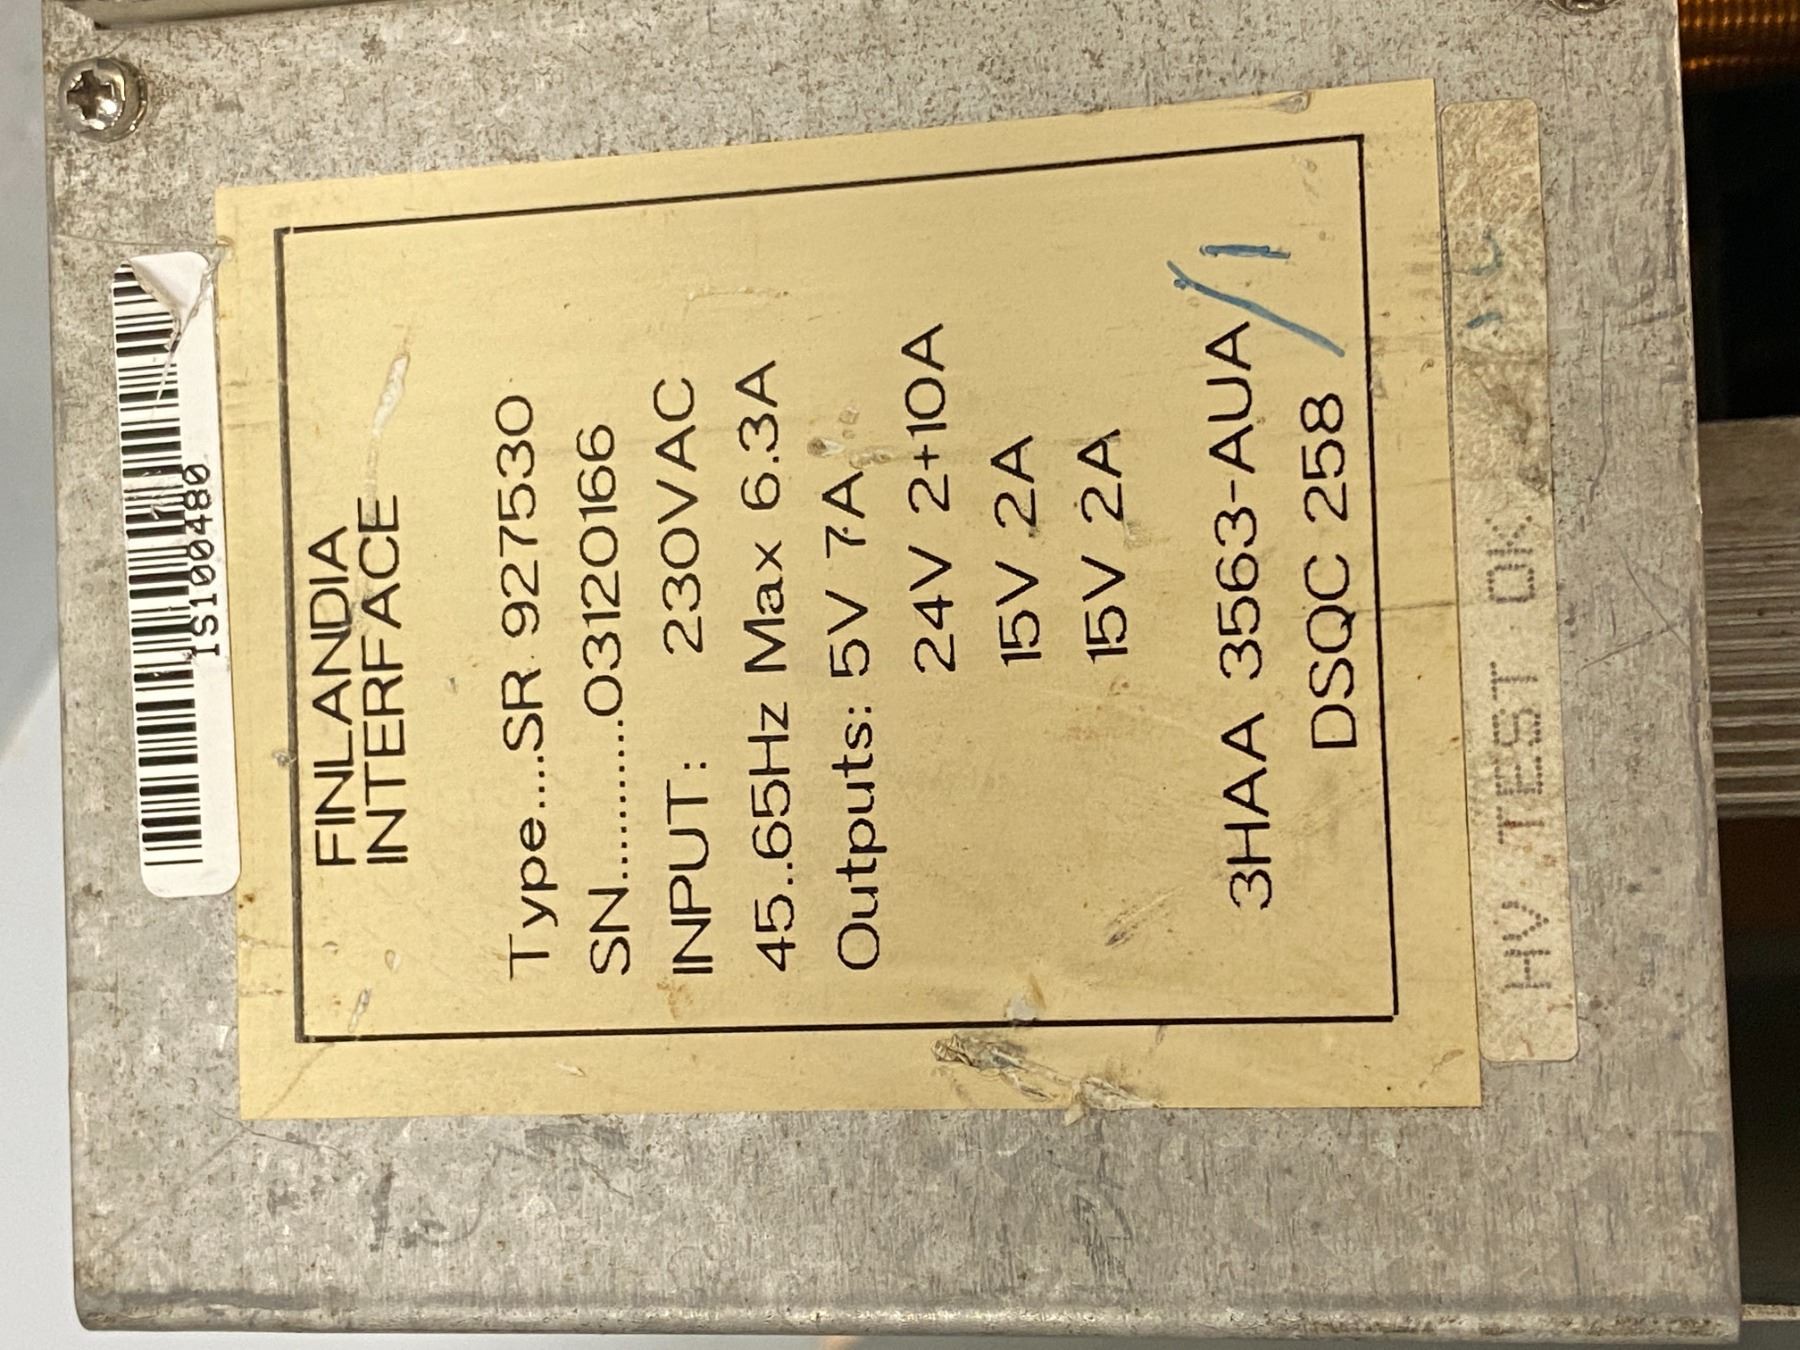 IS100480
FINLANDIA
INTERFACE
Type....SR 927530
SN............03120166
INPUT: 230VAC
45..65Hz Max 6.3A
Outputs: 5V 7A
24V 2+10A
15V 2A
15V 2A
3HAA 3563-AUA/1
DSQC 258
HV TEST OK